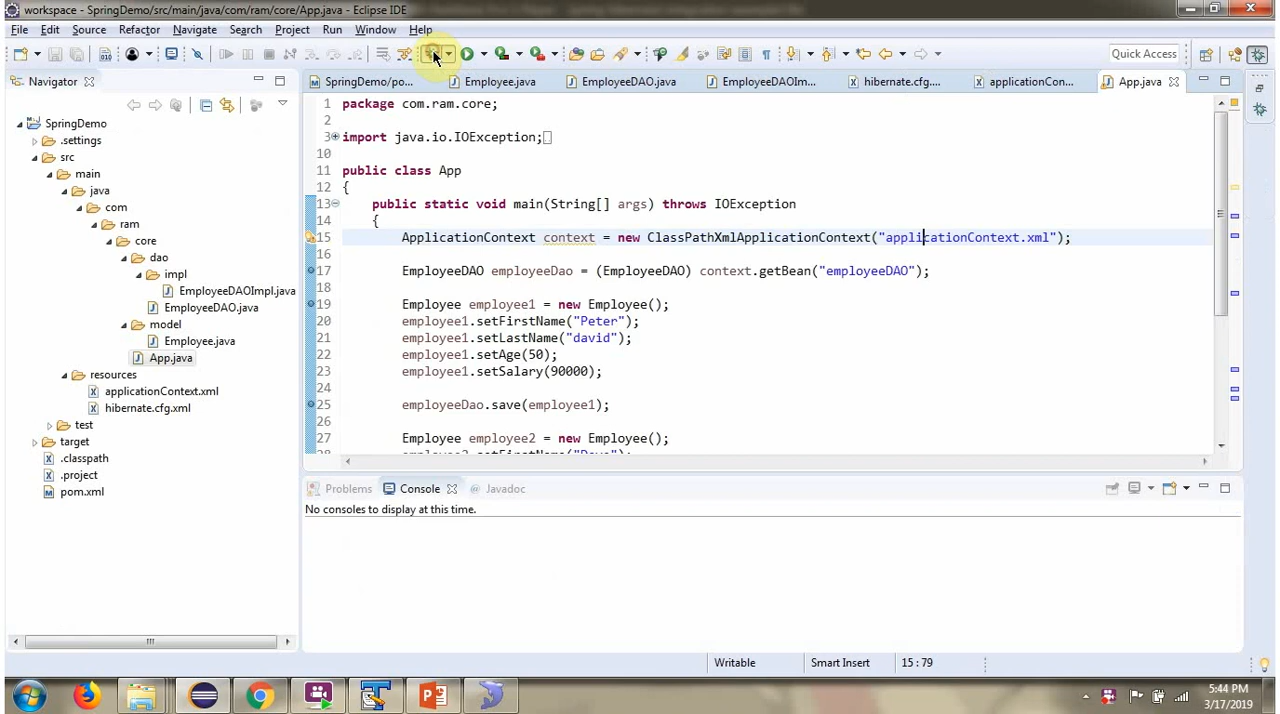 workspace - SpringDemo/src/main/java/com/ram/core/App.java - Eclipse IDE
File Edit Source Refactor Navigate Search Project Run Window Help
Quick Access
Navigator
SpringDemo/po...
Employee.java
EmployeeDAO.java
EmployeeDAOIm...
hibernate.cfg....
applicationCon...
App.java
SpringDemo
.settings
src
main
java
com
ram
core
dao
impl
EmployeeDAOImpl.java
EmployeeDAO.java
model
Employee.java
App.java
resources
applicationContext.xml
hibernate.cfg.xml
test
target
.classpath
.project
pom.xml
1 package com.ram.core;
2
3 import java.io.IOException;
10
11 public class App
12 {
13 public static void main(String[] args) throws IOException
14 {
15 ApplicationContext context = new ClassPathXmlApplicationContext("applicationContext.xml");
16
17 EmployeeDAO employeeDao = (EmployeeDAO) context.getBean("employeeDAO");
18
19 Employee employee1 = new Employee();
20 employee1.setFirstName("Peter");
21 employee1.setLastName("david");
22 employee1.setAge(50);
23 employee1.setSalary(90000);
24
25 employeeDao.save(employee1);
26
27 Employee employee2 = new Employee();
employee2.setFirstName("Dave");
Problems Console Javadoc
No consoles to display at this time.
Writable Smart Insert 15 : 79
5:44 PM
3/17/2019